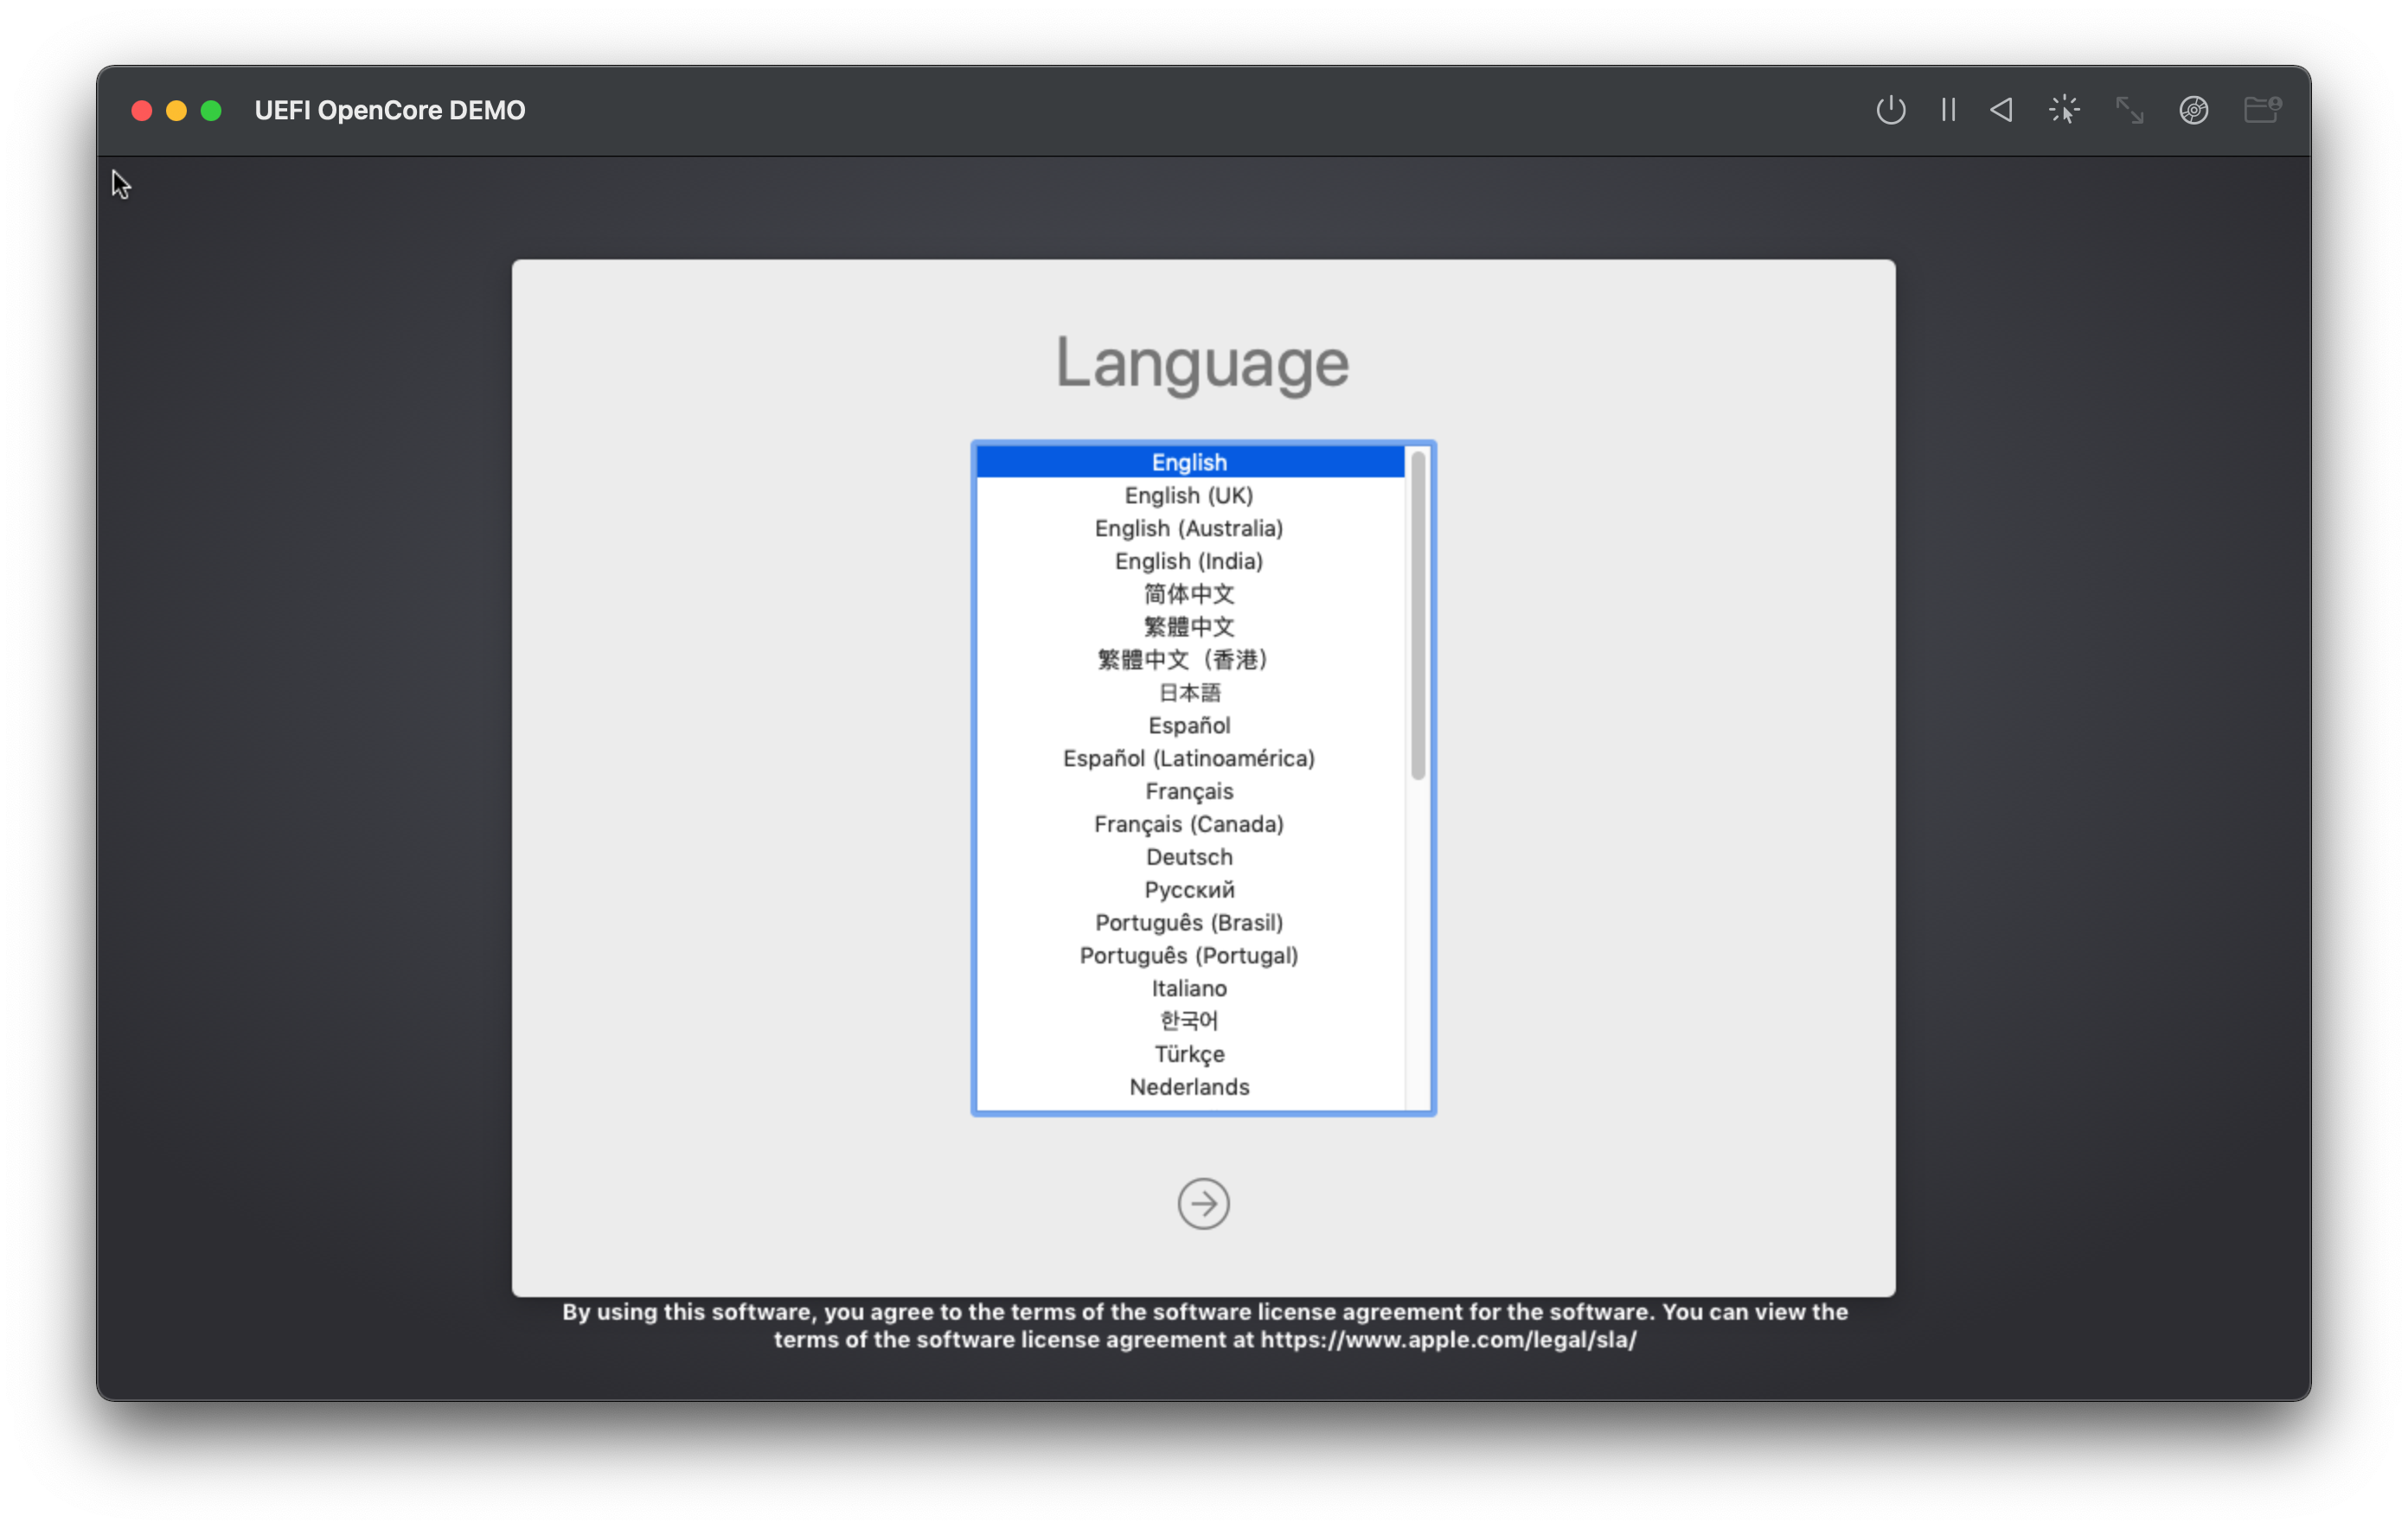 UEFI OpenCore DEMO
Language
English
English (UK)
English (Australia)
English (India)
简体中文
繁體中文
繁體中文（香港）
日本語
Español
Español (Latinoamérica)
Français
Français (Canada)
Deutsch
Русский
Português (Brasil)
Português (Portugal)
Italiano
한국어
Türkçe
Nederlands
By using this software, you agree to the terms of the software license agreement for the software. You can view the
terms of the software license agreement at https://www.apple.com/legal/sla/